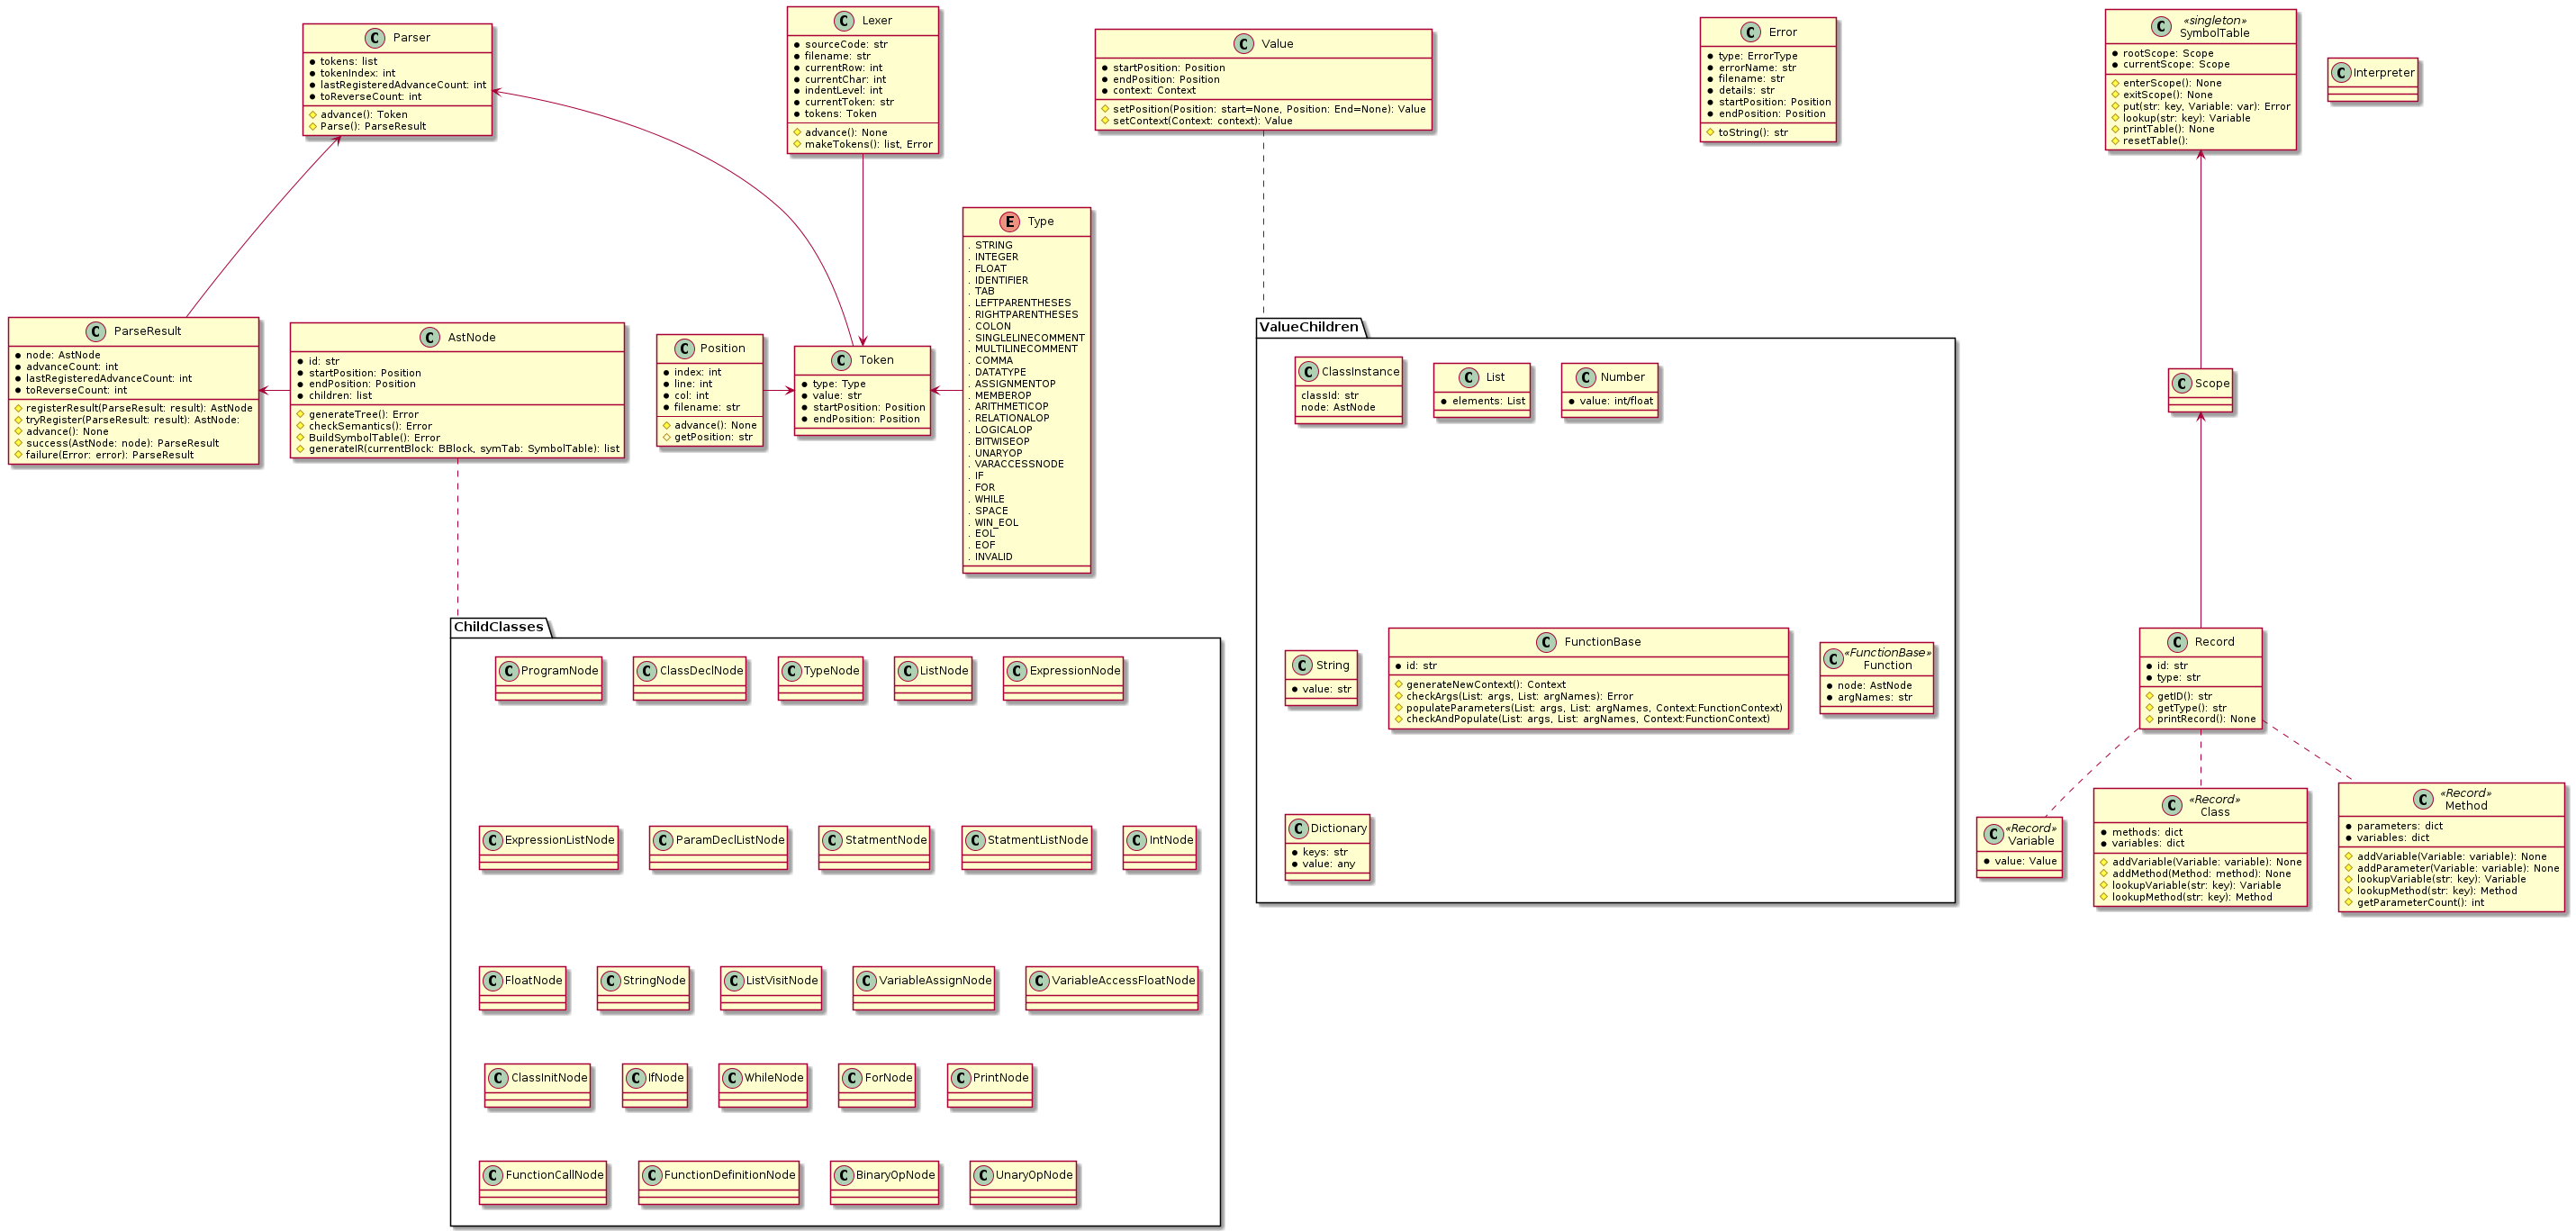 C Parser
tokens: list
tokenIndex: int
lastRegisteredAdvanceCount: int
toReverseCount: int
advance(): Token
Parse(): ParseResult
C Lexer
sourceCode: str
filename: str
currentRow: int
currentChar: int
indentLevel: int
currentToken: str
tokens: Token
advance(): None
makeTokens(): list, Error
C Value
startPosition: Position
endPosition: Position
context: Context
setPosition(Position: start=None, Position: End=None): Value
setContext(Context: context): Value
C Error
type: ErrorType
errorName: str
filename: str
details: str
startPosition: Position
endPosition: Position
toString(): str
C «singleton»
SymbolTable
rootScope: Scope
currentScope: Scope
enterScope(): None
exitScope(): None
put(str: key, Variable: var): Error
lookup(str: key): Variable
printTable(): None
resetTable():
C Interpreter
E Type
. STRING
. INTEGER
. FLOAT
. IDENTIFIER
. TAB
. LEFTPARENTHESES
. RIGHTPARENTHESES
. COLON
. SINGLELINECOMMENT
. MULTILINECOMMENT
. COMMA
. DATATYPE
. ASSIGNMENTOP
. MEMBEROP
. ARITHMETICOP
. RELATIONALOP
. LOGICALOP
. BITWISEOP
. UNARYOP
. VARACCESSNODE
. IF
. FOR
. WHILE
. SPACE
. WIN_EOL
. EOL
. EOF
. INVALID
C ParseResult
node: AstNode
advanceCount: int
lastRegisteredAdvanceCount: int
toReverseCount: int
registerResult(ParseResult: result): AstNode
tryRegister(ParseResult: result): AstNode:
advance(): None
success(AstNode: node): ParseResult
failure(Error: error): ParseResult
C AstNode
id: str
startPosition: Position
endPosition: Position
children: list
generateTree(): Error
checkSemantics(): Error
BuildSymbolTable(): Error
generateIR(currentBlock: BBlock, symTab: SymbolTable): list
C Position
index: int
line: int
col: int
filename: str
advance(): None
getPosition: str
C Token
type: Type
value: str
startPosition: Position
endPosition: Position
ValueChildren
C ClassInstance
classId: str
node: AstNode
C List
elements: List
C Number
value: int/float
C String
value: str
C FunctionBase
id: str
generateNewContext(): Context
checkArgs(List: args, List: argNames): Error
populateParameters(List: args, List: argNames, Context:FunctionContext)
checkAndPopulate(List: args, List: argNames, Context:FunctionContext)
C «FunctionBase»
Function
node: AstNode
argNames: str
C Dictionary
keys: str
value: any
C Scope
C Record
id: str
type: str
getID(): str
getType(): str
printRecord(): None
C «Record»
Variable
value: Value
C «Record»
Class
methods: dict
variables: dict
addVariable(Variable: variable): None
addMethod(Method: method): None
lookupVariable(str: key): Variable
lookupMethod(str: key): Method
C «Record»
Method
parameters: dict
variables: dict
addVariable(Variable: variable): None
addParameter(Variable: variable): None
lookupVariable(str: key): Variable
lookupMethod(str: key): Method
getParameterCount(): int
ChildClasses
C ProgramNode
C ClassDeclNode
C TypeNode
C ListNode
C ExpressionNode
C ExpressionListNode
C ParamDeclListNode
C StatmentNode
C StatmentListNode
C IntNode
C FloatNode
C StringNode
C ListVisitNode
C VariableAssignNode
C VariableAccessFloatNode
C ClassInitNode
C IfNode
C WhileNode
C ForNode
C PrintNode
C FunctionCallNode
C FunctionDefinitionNode
C BinaryOpNode
C UnaryOpNode